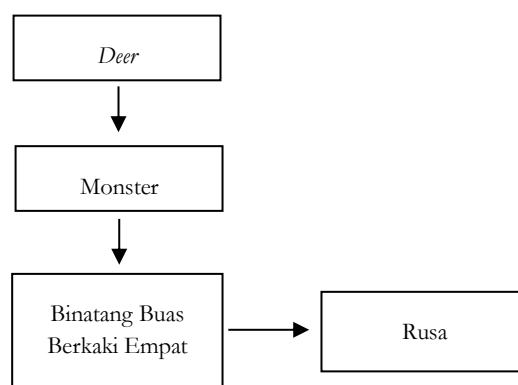 Deer
Monster
Binatang Buas
Berkaki Empat
Rusa